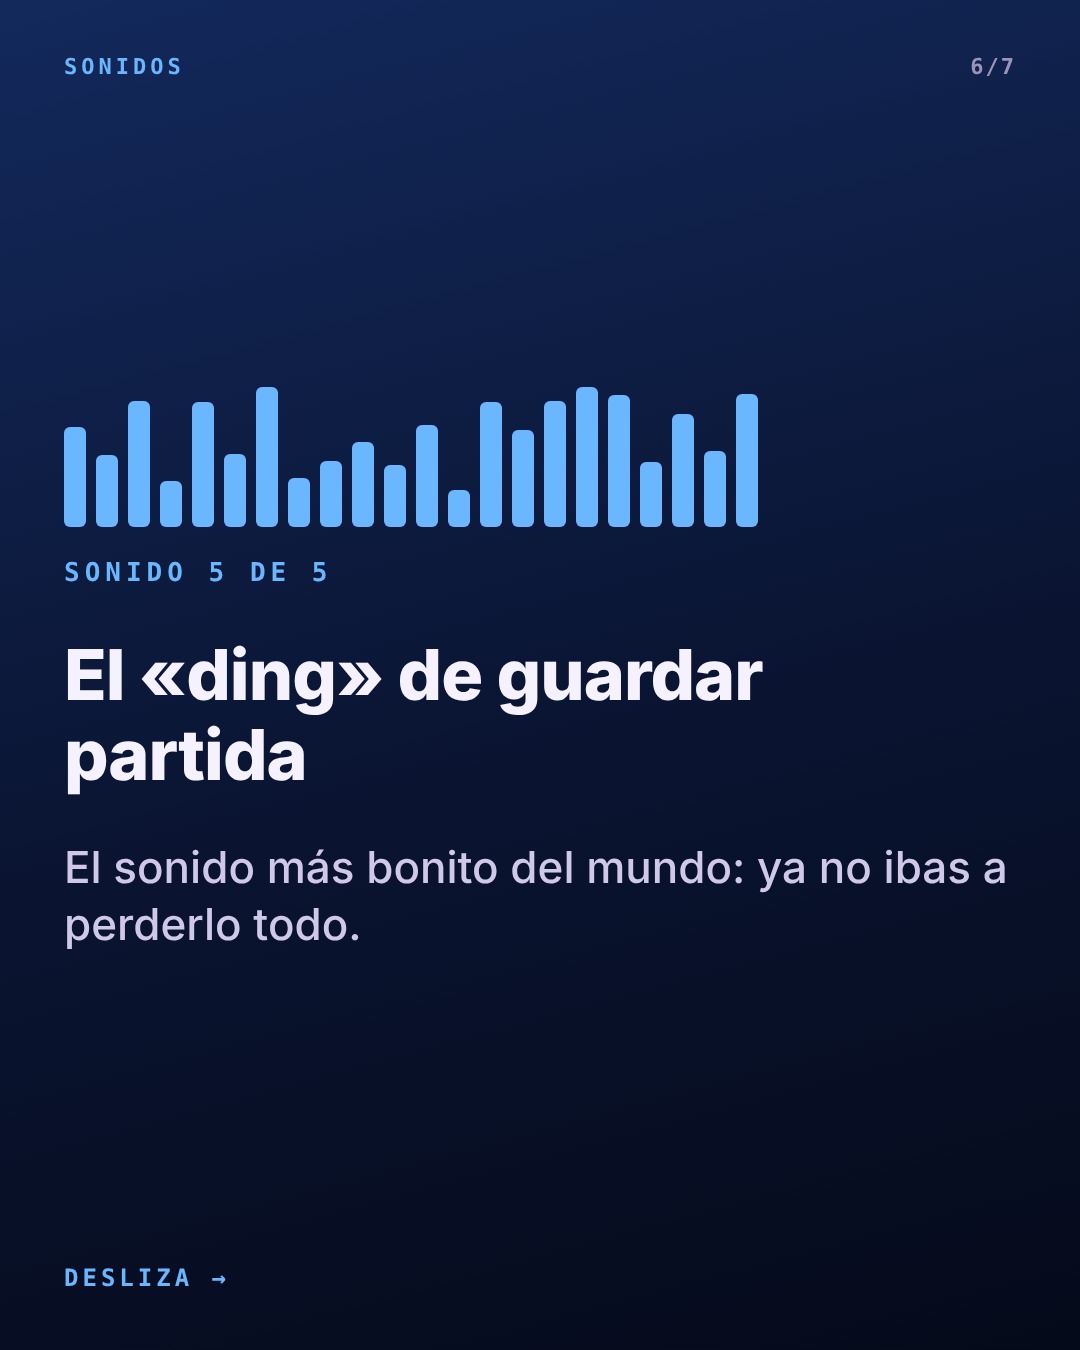 SONIDOS
6/7
SONIDO 5 DE 5
El «ding» de guardar
partida
El sonido más bonito del mundo: ya no ibas a
perderlo todo.
DESLIZA →